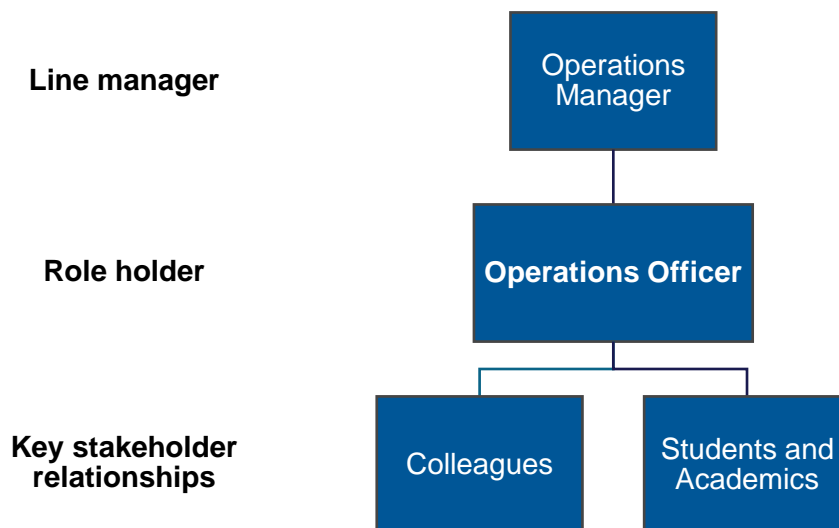 Line manager
Operations
Manager
Role holder
Operations Officer
Key stakeholder
relationships
Colleagues
Students and
Academics